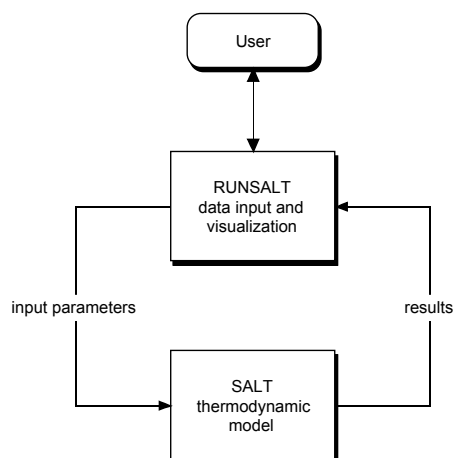 User
RUNSALT
data input and
visualization
input parameters
results
SALT
thermodynamic
model